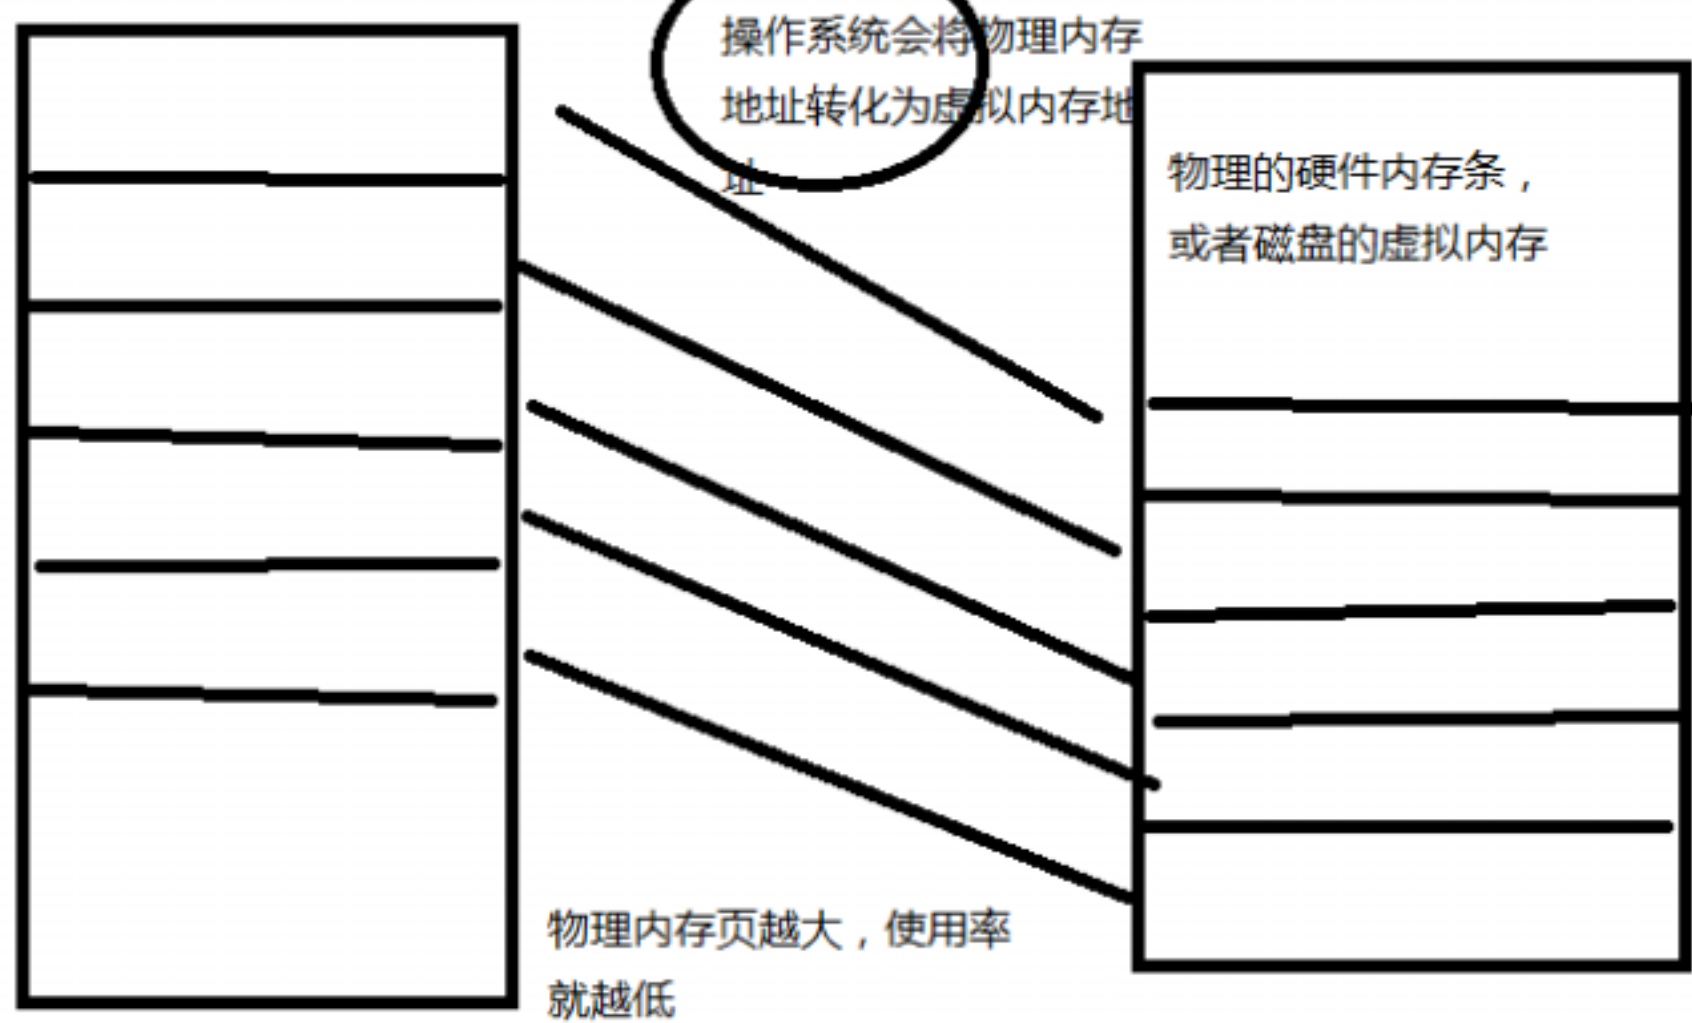 操作系统会将物理内存
地址转化为虚拟内存地
址
物理的硬件内存条，
或者磁盘的虚拟内存
物理内存页越大，使用率
就越低